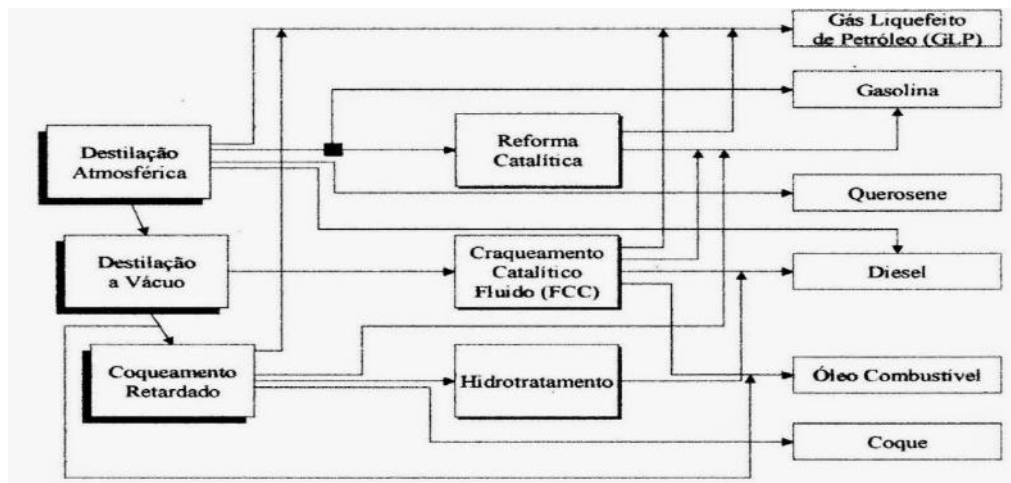 Gás Liquefeito
de Petróleo (GLP)
Gasolina
Destilação
Atmosférica
Reforma
Catalítica
Querosene
Destilação
a Vácuo
Craqueamento
Catalítico
Fluido (FCC)
Diesel
Coqueamento
Retardado
Hidrotratamento
Óleo Combustível
Coque